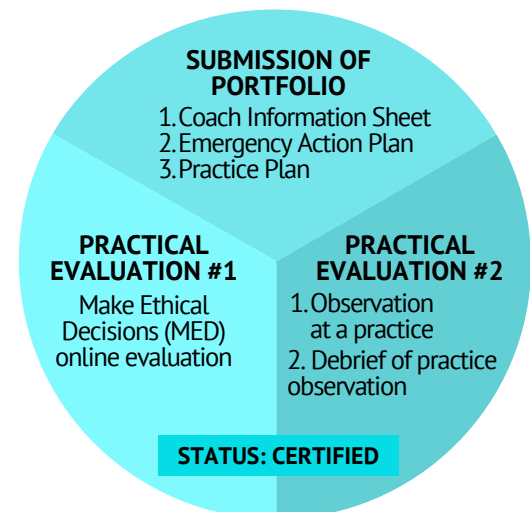 SUBMISSION OF
PORTFOLIO
1.Coach Information Sheet
2.Emergency Action Plan
3.Practice Plan
PRACTICAL
EVALUATION #1
Make Ethical
Decisions (MED)
online evaluation
PRACTICAL
EVALUATION #2
1.Observation
at a practice
2. Debrief of practice
observation
STATUS: CERTIFIED